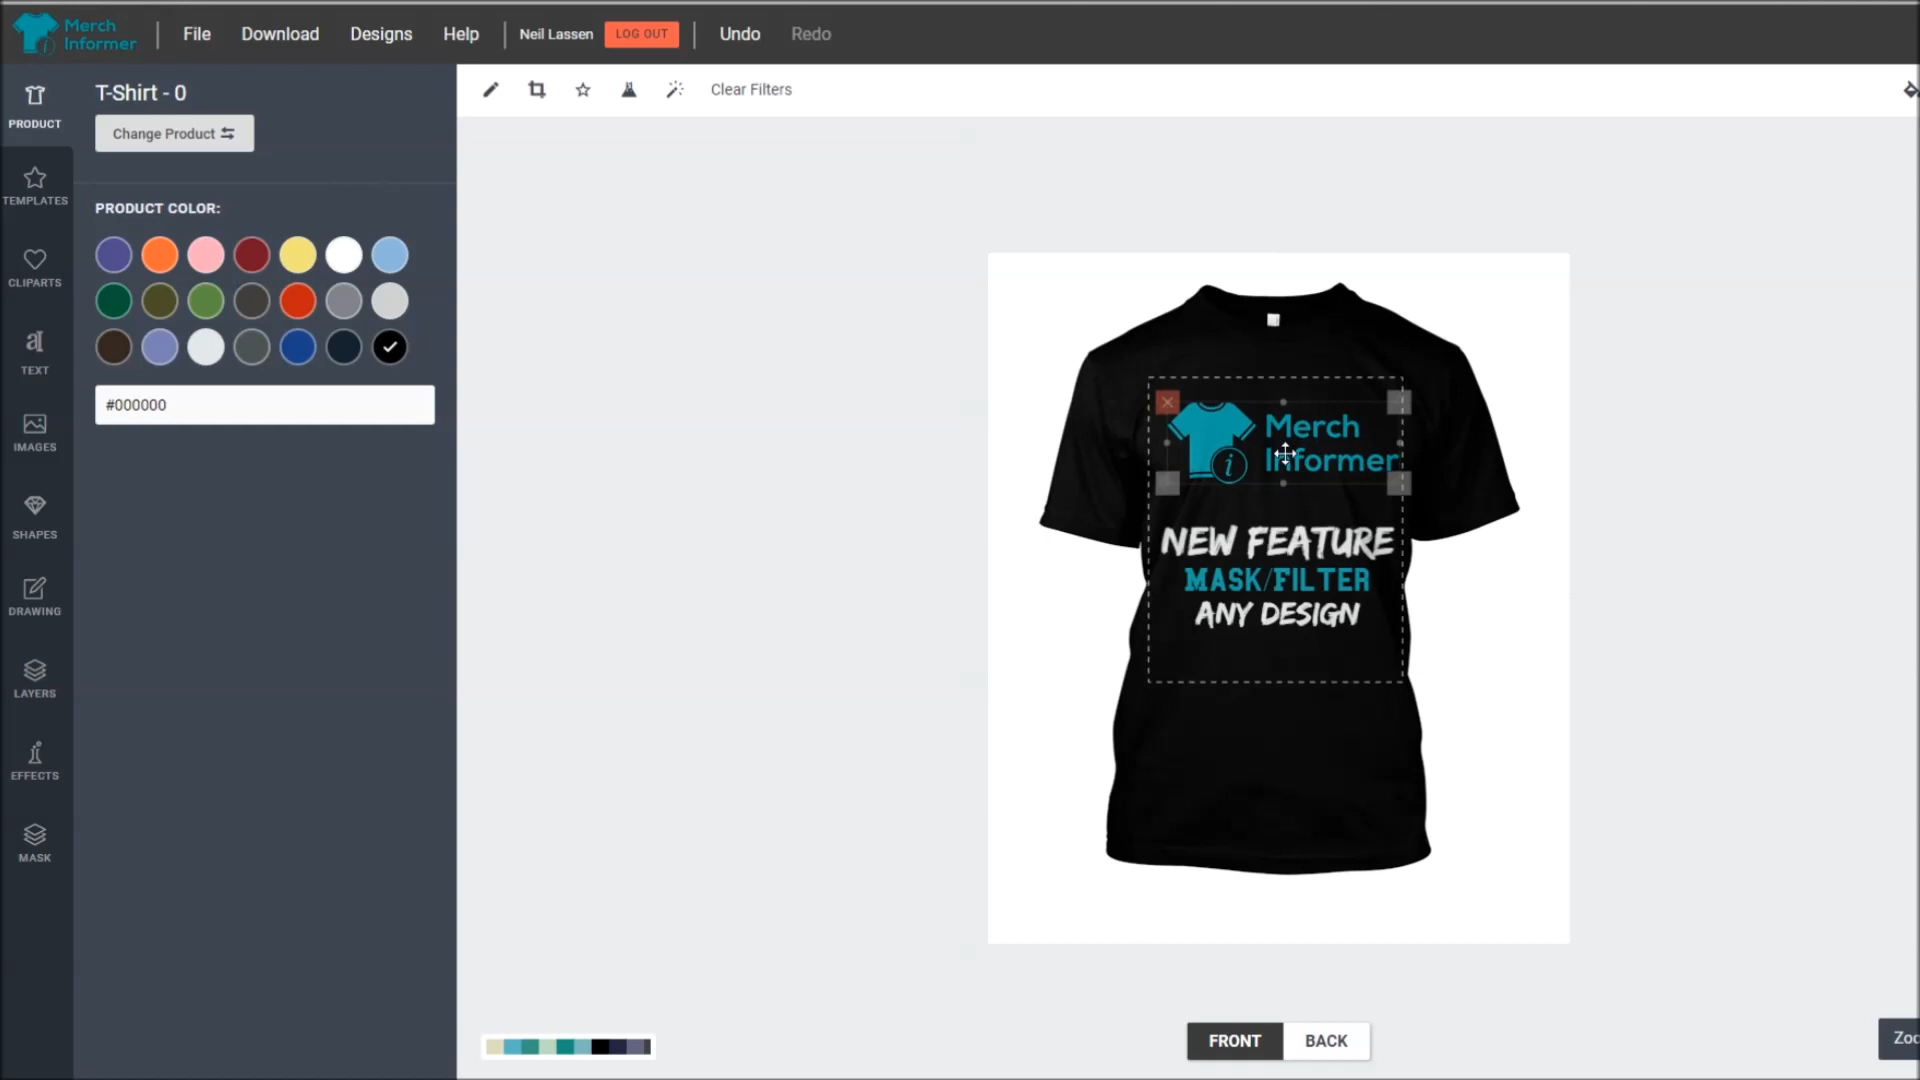 Merch
Informer
File
Download
Designs
Help
Neil Lassen
LOG OUT
Undo
Redo
PRODUCT
TEMPLATES
CLIPARTS
TEXT
IMAGES
SHAPES
DRAWING
LAYERS
EFFECTS
MASK
T-Shirt - 0
Change Product
PRODUCT COLOR:
#000000
Clear Filters
Merch
Informer
NEW FEATURE
MASK/FILTER
ANY DESIGN
FRONT
BACK